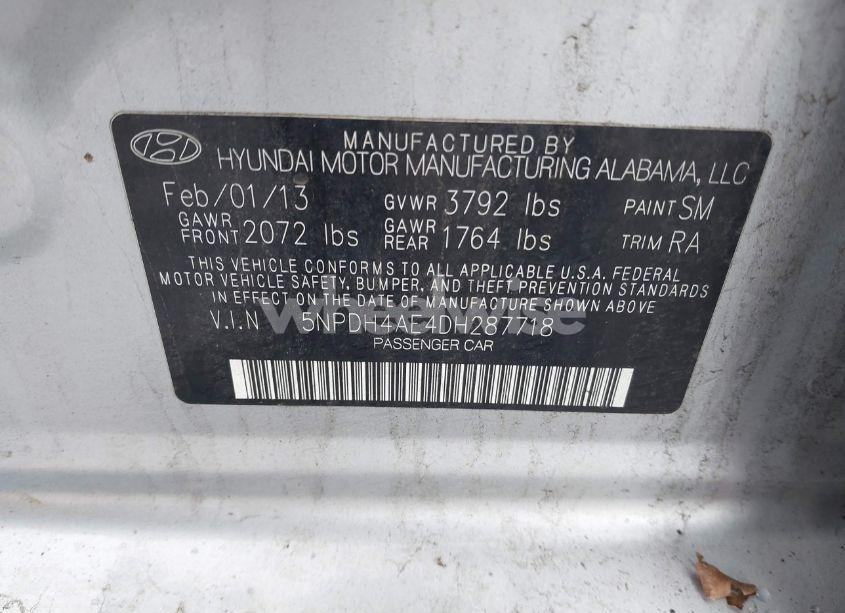 MANUFACTURED BY
HYUNDAI MOTOR MANUFACTURING ALABAMA, LLC
Feb/01/13 GVWR 3792 lbs PAINT SM
GAWR FRONT 2072 lbs GAWR REAR 1764 lbs TRIM RA
THIS VEHICLE CONFORMS TO ALL APPLICABLE U.S.A. FEDERAL
MOTOR VEHICLE SAFETY, BUMPER, AND THEFT PREVENTION STANDARDS
IN EFFECT ON THE DATE OF MANUFACTURE SHOWN ABOVE
V.I.N 5NPDH4AE4DH287718
PASSENGER CAR
wheelwise